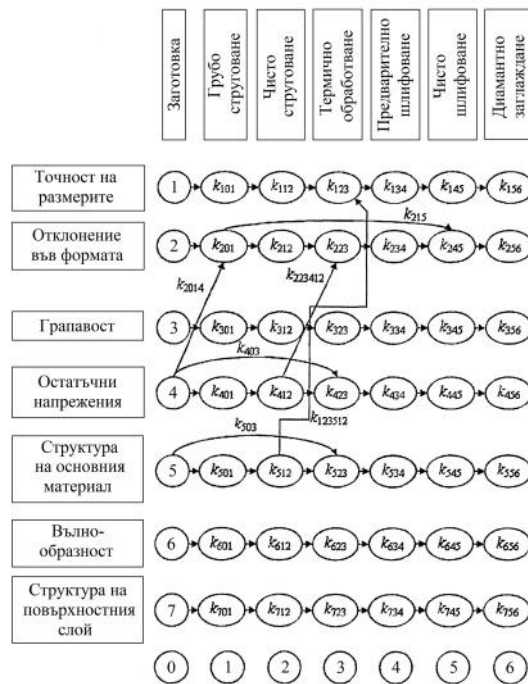 Заготовка
Грубо
струговане
Чисто
струговане
Термично
обработване
Предварително
шлифоване
Чисто
шлифоване
Диамантно
заглаждане
Точност на
размерите
1 k101 k112 k123 k134 k145 k156
k215
Отклонение
във формата
2 k201 k212 k223 k234 k245 k256
k2014 k223412
Грапавост
3 k301 k312 k323 k334 k345 k356
k403
Остатъчни
напрежения
4 k401 k412 k423 k434 k445 k456
k503 k123512
Структура
на основния
материал
5 k501 k512 k523 k534 k545 k556
Вълно-
образност
6 k601 k612 k623 k634 k645 k656
Структура на
повърхностния
слой
7 k701 k712 k723 k734 k745 k756
0 1 2 3 4 5 6